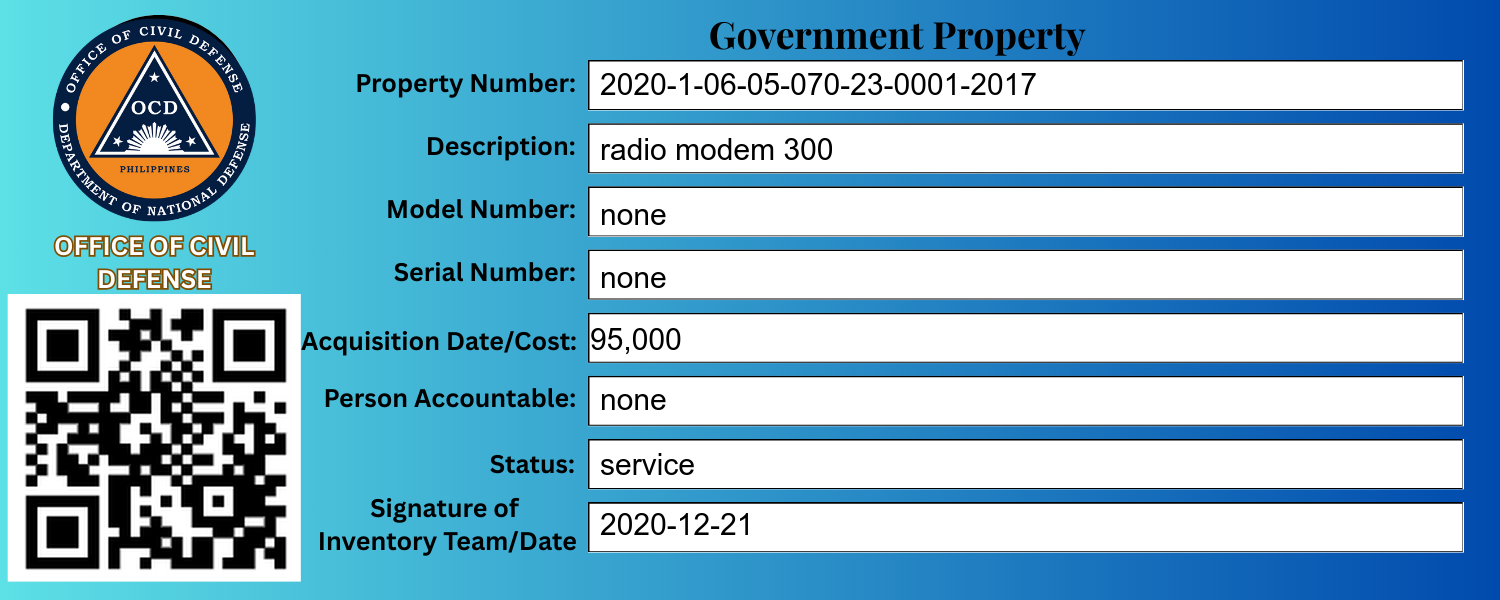 OFFICE OF CIVIL DEFENSE
DEPARTMENT OF NATIONAL DEFENSE
OCD
PHILIPPINES
OFFICE OF CIVIL
DEFENSE
Government Property
Property Number: 2020-1-06-05-070-23-0001-2017
Description: radio modem 300
Model Number: none
Serial Number: none
Acquisition Date/Cost: 95,000
Person Accountable: none
Status: service
Signature of
Inventory Team/Date 2020-12-21